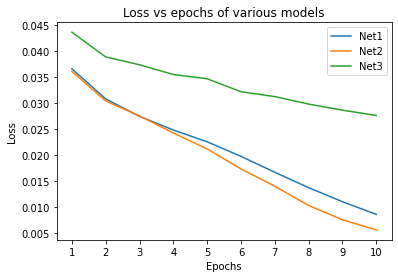 Loss vs epochs of various models
Net1
Net2
Net3
0.045
0.040
0.035
0.030
0.025
0.020
0.015
0.010
0.005
Loss
1 2 3 4 5 6 7 8 9 10
Epochs